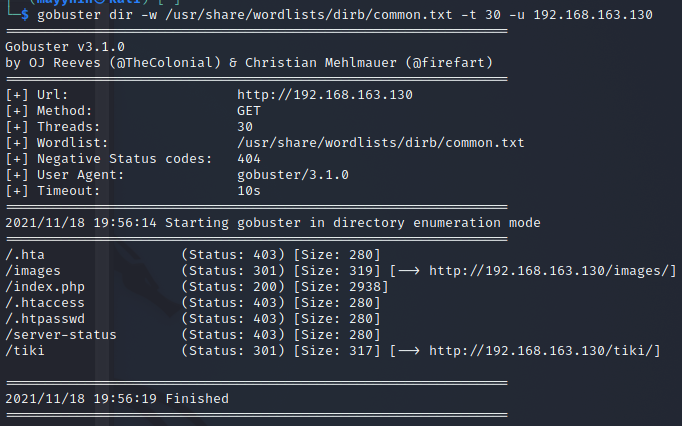 (mayyhin㉿kali)-[~]
└─$ gobuster dir -w /usr/share/wordlists/dirb/common.txt -t 30 -u 192.168.163.130
===============================================================
Gobuster v3.1.0
by OJ Reeves (@TheColonial) & Christian Mehlmauer (@firefart)
===============================================================
[+] Url:                     http://192.168.163.130
[+] Method:                  GET
[+] Threads:                 30
[+] Wordlist:                /usr/share/wordlists/dirb/common.txt
[+] Negative Status codes:   404
[+] User Agent:              gobuster/3.1.0
[+] Timeout:                 10s
===============================================================
2021/11/18 19:56:14 Starting gobuster in directory enumeration mode
===============================================================
/.hta                 (Status: 403) [Size: 280]
/images               (Status: 301) [Size: 319] [--> http://192.168.163.130/images/]
/index.php            (Status: 200) [Size: 2938]
/.htaccess            (Status: 403) [Size: 280]
/.htpasswd            (Status: 403) [Size: 280]
/server-status        (Status: 403) [Size: 280]
/tiki                 (Status: 301) [Size: 317] [--> http://192.168.163.130/tiki/]

===============================================================
2021/11/18 19:56:19 Finished
===============================================================